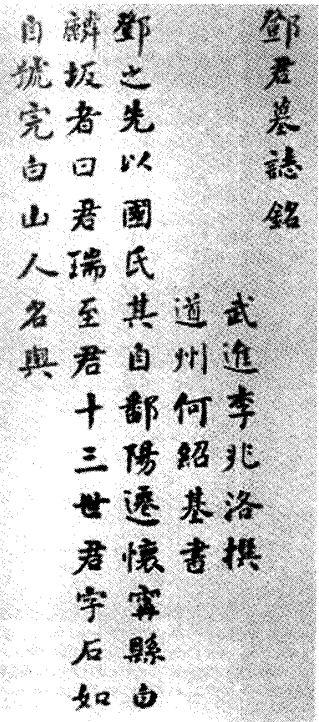 鄧君墓誌銘
武進李兆洛撰
道州何紹基書
鄧之先以國氏其自鄱陽遷懷寧縣白
麟坂者曰君瑞至君十三世君字石如
自號完白山人名與